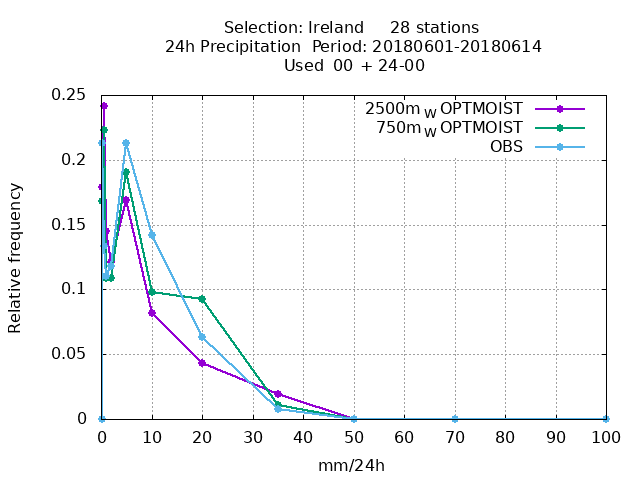 Selection: Ireland 28 stations
24h Precipitation Period: 20180601-20180614
Used 00 + 24-00
0.25
0.2
0.15
0.1
0.05
0
Relative frequency
2500m_W OPTMOIST
750m_W OPTMOIST
OBS
0 10 20 30 40 50 60 70 80 90 100
mm/24h